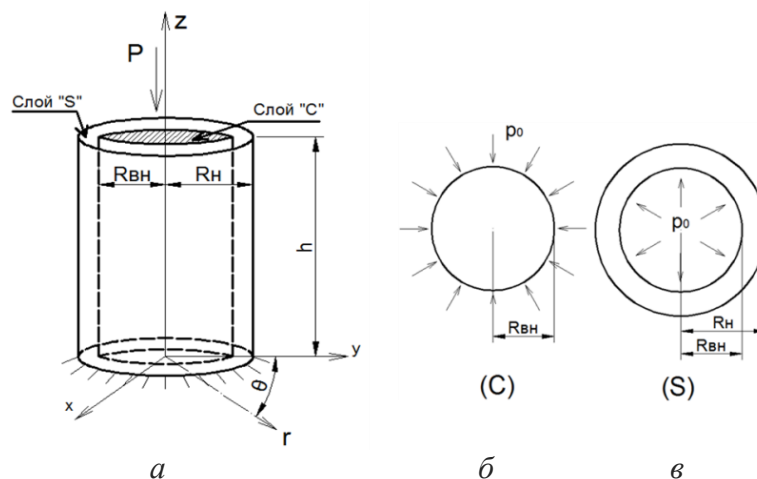 z
P
Слой "S"
Слой "С"
Rвн
Rн
h
y
θ
x
r
а
p₀
Rвн
(C)
б
p₀
Rн
Rвн
(S)
в